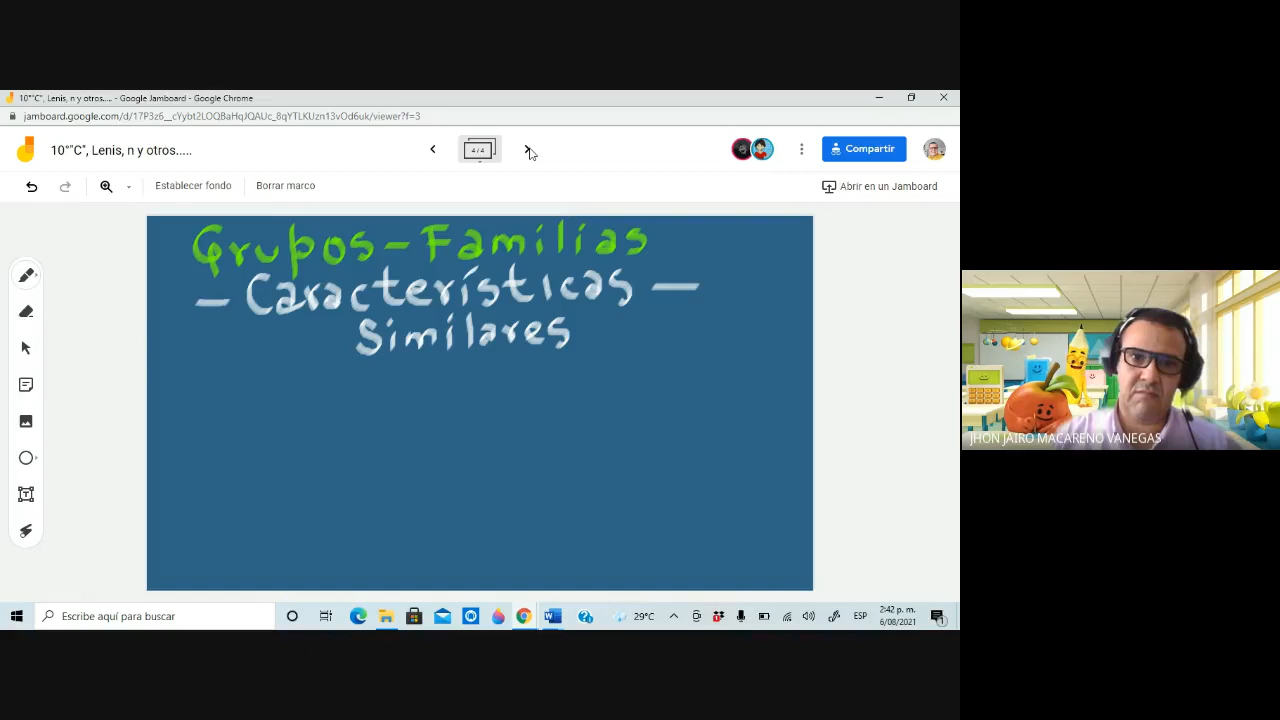 10°"C", Lenis, n y otros..... - Google Jamboard - Google Chrome
jamboard.google.com/d/17P3z6__cYybt2LOQBaHqJQAUc_8qYTLKUzn13vOd6uk/viewer?f=3
10°"C", Lenis, n y otros.....
4 / 4
Compartir
Establecer fondo
Borrar marco
Abrir en un Jamboard
Grupos - Familias
- Características -
Similares
JHON JAIRO MACARENO VANEGAS
Escribe aquí para buscar
29°C
ESP
2:42 p. m.
6/08/2021
1